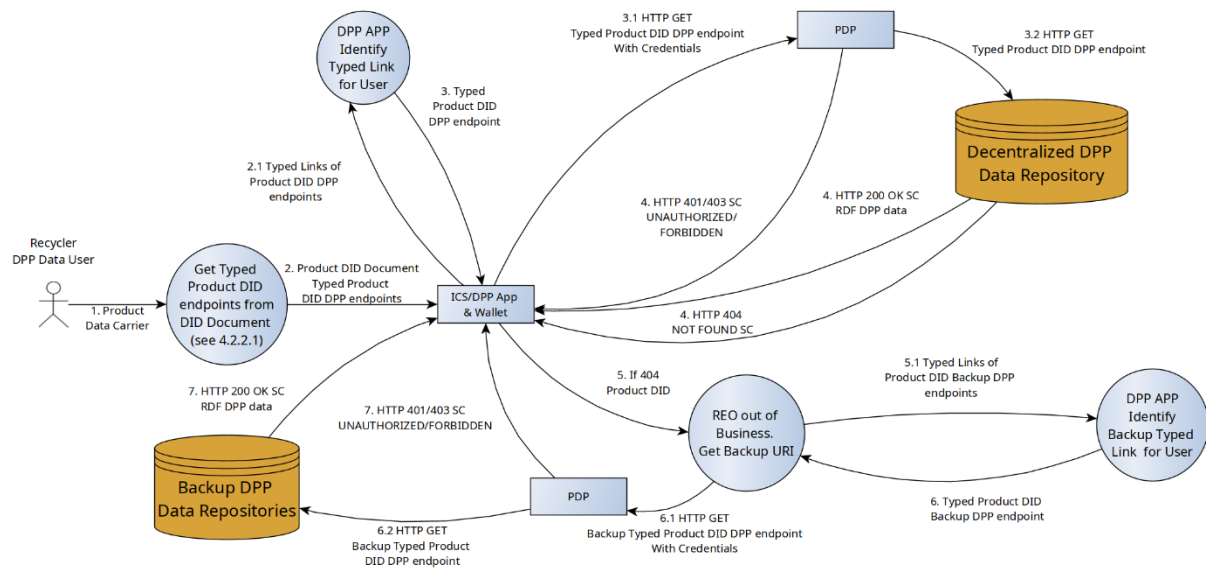 DPP APP
Identify
Typed Link
for User
3. Typed
Product DID
DPP endpoint
2.1 Typed Links of
Product DID DPP
endpoints
3.1 HTTP GET
Typed Product DID DPP endpoint
With Credentials
PDP
3.2 HTTP GET
Typed Product DID DPP endpoint
Decentralized DPP
Data Repository
4. HTTP 401/403 SC
UNAUTHORIZED/
FORBIDDEN
4. HTTP 200 OK SC
RDF DPP data
4. HTTP 404
NOT FOUND SC
Recycler
DPP Data User
1. Product
Data Carrier
Get Typed
Product DID
endpoints from
DID Document
(see 4.2.2.1)
2. Product DID Document
Typed Product
DID DPP endpoints
ICS/DPP App
& Wallet
5. If 404
Product DID
REO out of
Business.
Get Backup URI
5.1 Typed Links of
Product DID Backup DPP
endpoints
DPP APP
Identify
Backup Typed
Link for User
6. Typed Product DID
Backup DPP endpoint
6.1 HTTP GET
Backup Typed Product DID DPP endpoint
With Credentials
PDP
7. HTTP 401/403 SC
UNAUTHORIZED/FORBIDDEN
6.2 HTTP GET
Backup Typed Product
DID DPP endpoint
Backup DPP
Data Repositories
7. HTTP 200 OK SC
RDF DPP data